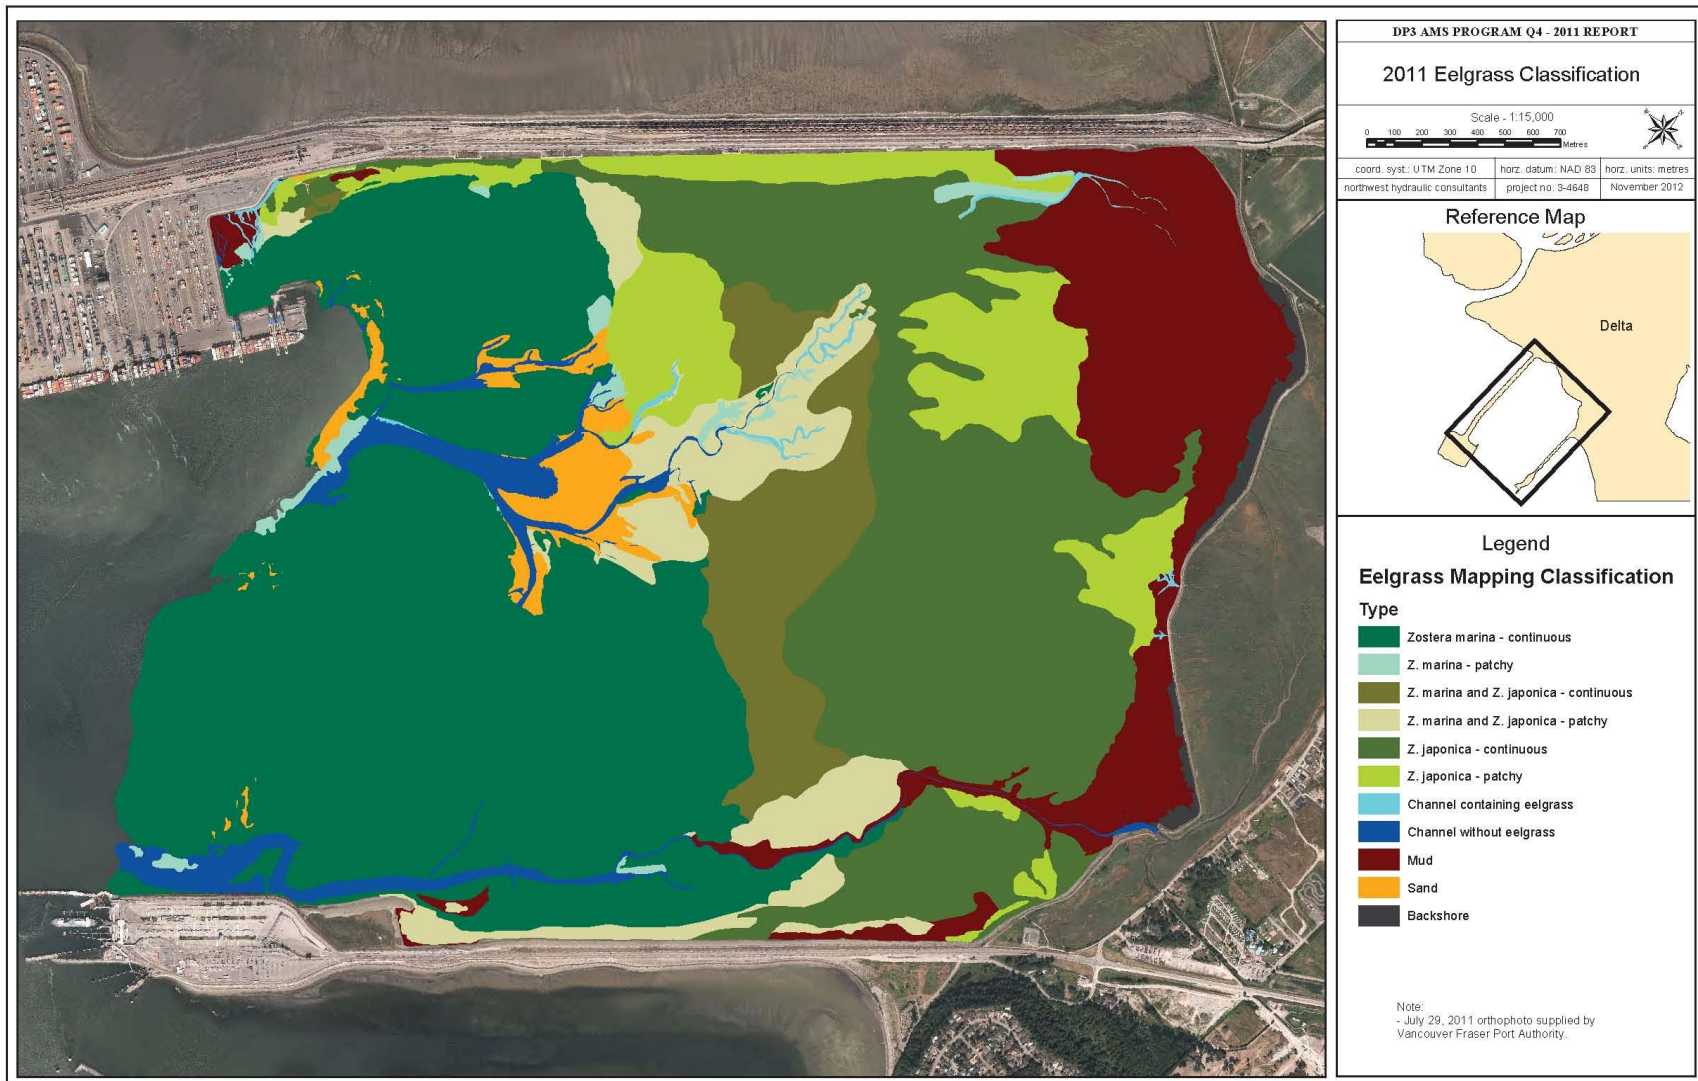 DP3 AMS PROGRAM Q4 - 2011 REPORT
2011 Eelgrass Classification
Scale - 1:15,000
0 100 200 300 400 500 600 700
Metres
coord. syst.: UTM Zone 10 horz. datum: NAD 83 horz. units: metres
northwest hydraulic consultants project no. 3-4648 November 2012
Reference Map
Delta
Legend
Eelgrass Mapping Classification
Type
Zostera marina - continuous
Z. marina - patchy
Z. marina and Z. japonica - continuous
Z. marina and Z. japonica - patchy
Z. japonica - continuous
Z. japonica - patchy
Channel containing eelgrass
Channel without eelgrass
Mud
Sand
Backshore
Note:
- July 29, 2011 orthophoto supplied by
Vancouver Fraser Port Authority.